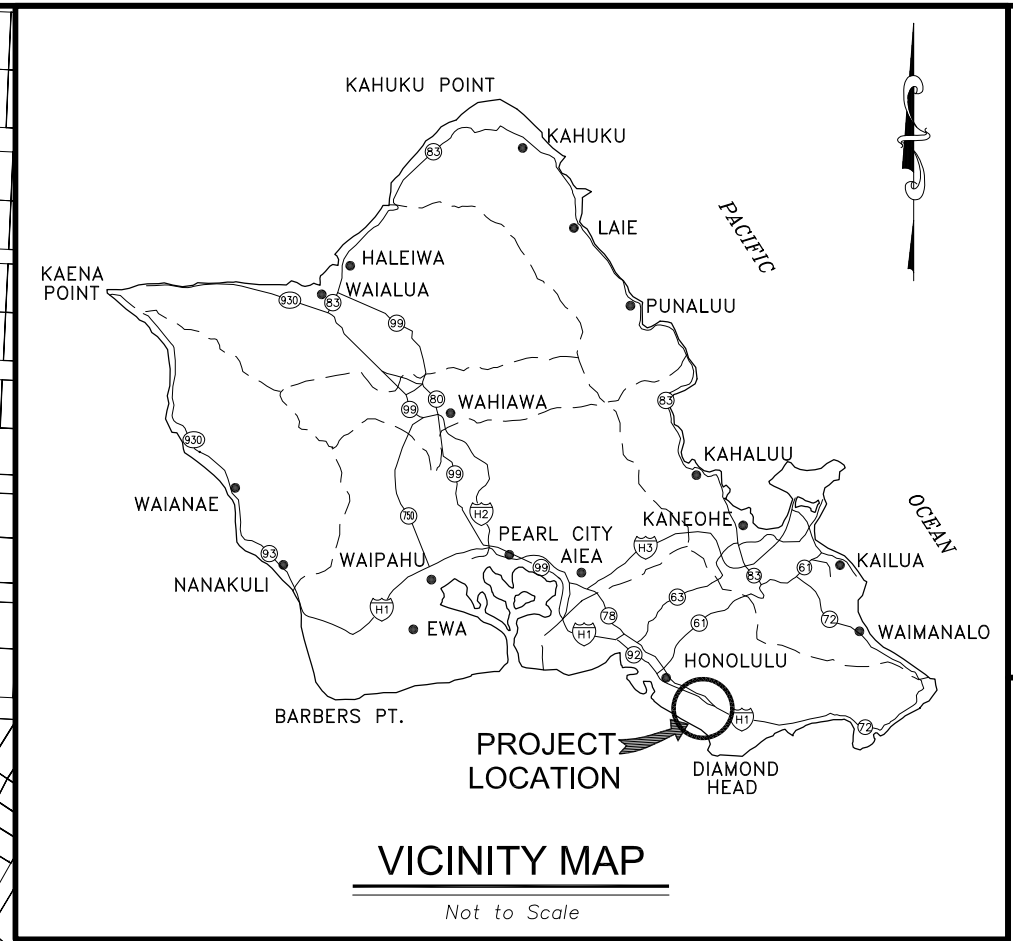 KAHUKU POINT
KAHUKU
83
PACIFIC
LAIE
HALEIWA
KAENA
POINT
WAIALUA
930
83
99
PUNALUU
80
99
WAHIAWA
83
930
99
KAHALUU
WAIANAE
750
H2
KANEOHE
OCEAN
PEARL CITY
AIEA
H3
93
WAIPAHU
99
NANAKULI
83
61
KAILUA
H1
63
78
61
72
EWA
H1
WAIMANALO
92
HONOLULU
BARBERS PT.
H1
72
PROJECT
LOCATION
DIAMOND
HEAD
VICINITY MAP
Not to Scale